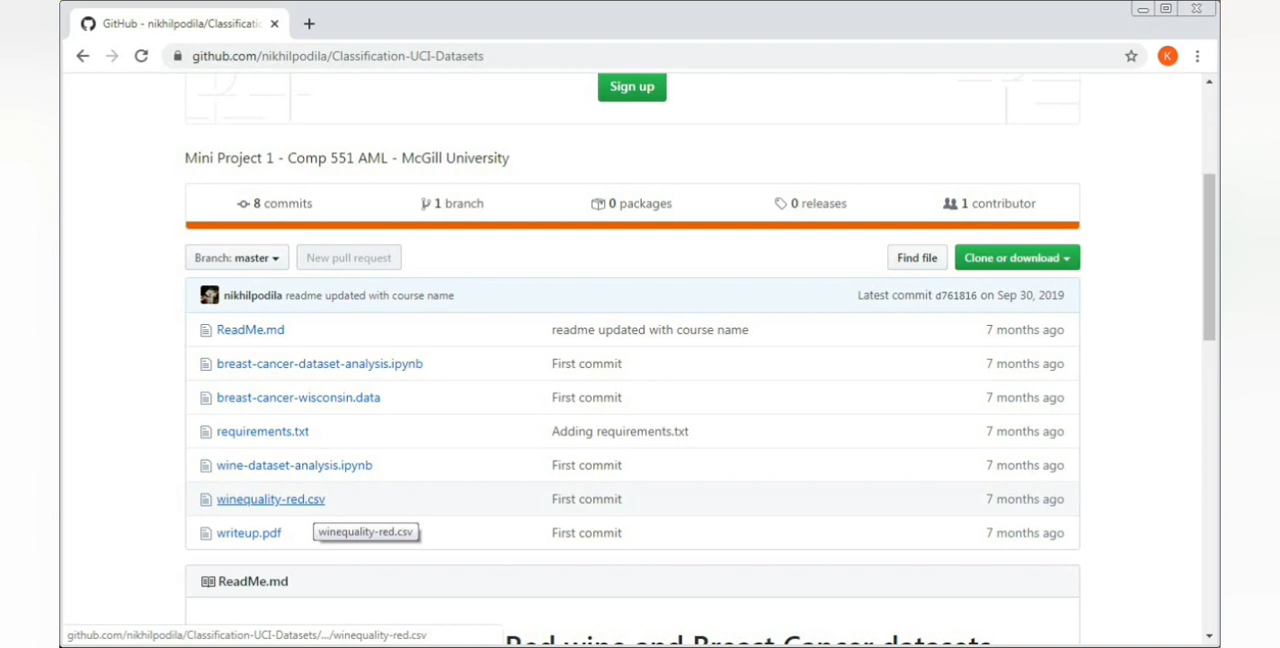 GitHub - nikhilpodila/Classificatio
github.com/nikhilpodila/Classification-UCI-Datasets
K
Sign up
Mini Project 1 - Comp 551 AML - McGill University
8 commits 1 branch 0 packages 0 releases 1 contributor
Branch: master New pull request Find file Clone or download
nikhilpodila readme updated with course name Latest commit d761816 on Sep 30, 2019
ReadMe.md readme updated with course name 7 months ago
breast-cancer-dataset-analysis.ipynb First commit 7 months ago
breast-cancer-wisconsin.data First commit 7 months ago
requirements.txt Adding requirements.txt 7 months ago
wine-dataset-analysis.ipynb First commit 7 months ago
winequality-red.csv First commit 7 months ago
writeup.pdf winequality-red.csv First commit 7 months ago
ReadMe.md
Red wine and Breast Cancer datasets
github.com/nikhilpodila/Classification-UCI-Datasets/.../winequality-red.csv